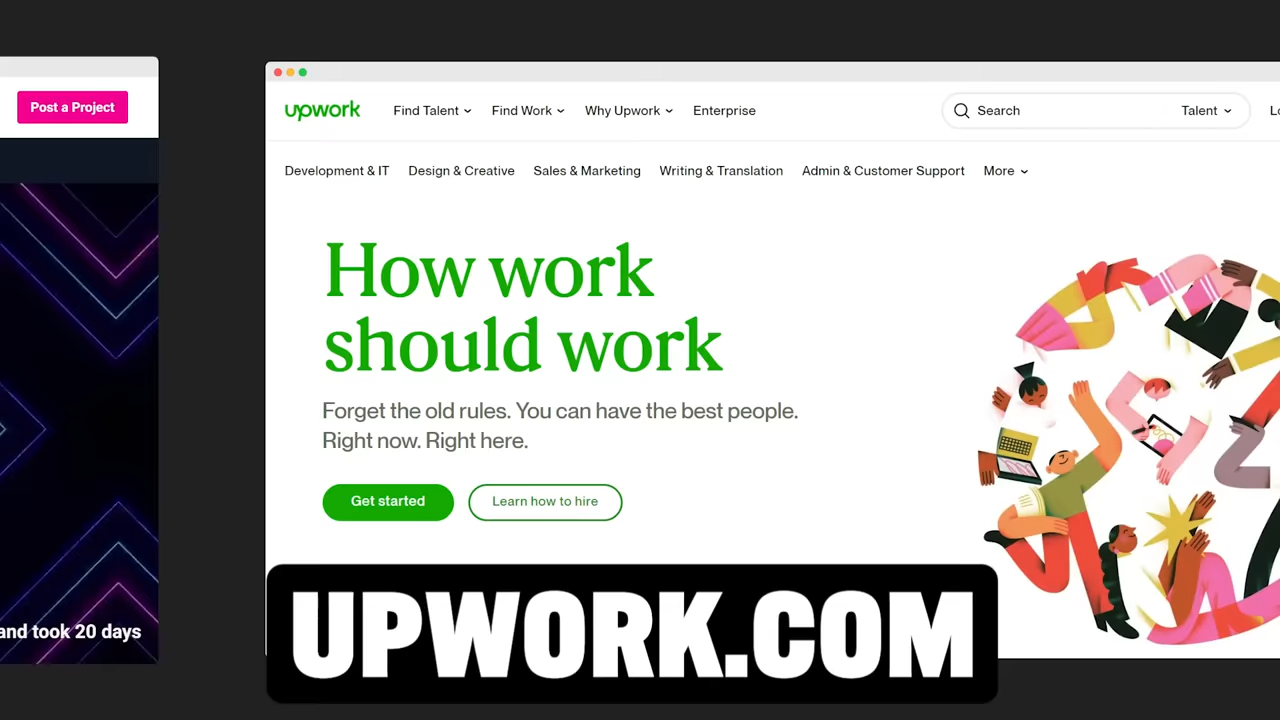 Post a Project
and took 20 days
upwork
Find Talent
Find Work
Why Upwork
Enterprise
Search
Talent
Development & IT
Design & Creative
Sales & Marketing
Writing & Translation
Admin & Customer Support
More
How work
should work
Forget the old rules. You can have the best people.
Right now. Right here.
Get started
Learn how to hire
UPWORK.COM